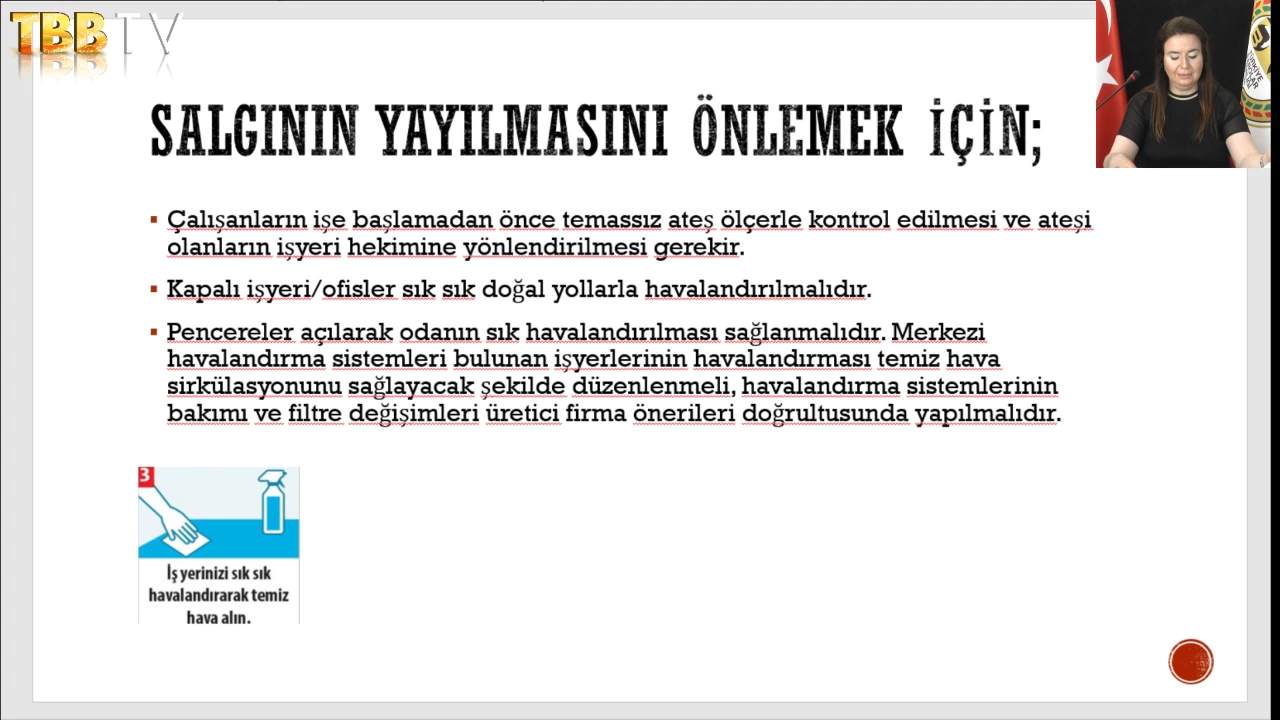 TBB TV
SALGININ YAYILMASINI ÖNLEMEK İÇİN;
Çalışanların işe başlamadan önce temassız ateş ölçerle kontrol edilmesi ve ateşi
olanların işyeri hekimine yönlendirilmesi gerekir.
Kapalı işyeri/ofisler sık sık doğal yollarla havalandırılmalıdır.
Pencereler açılarak odanın sık havalandırılması sağlanmalıdır. Merkezi
havalandırma sistemleri bulunan işyerlerinin havalandırması temiz hava
sirkülasyonunu sağlayacak şekilde düzenlenmeli, havalandırma sistemlerinin
bakımı ve filtre değişimleri üretici firma önerileri doğrultusunda yapılmalıdır.
3
İş yerinizi sık sık
havalandırarak temiz
hava alın.